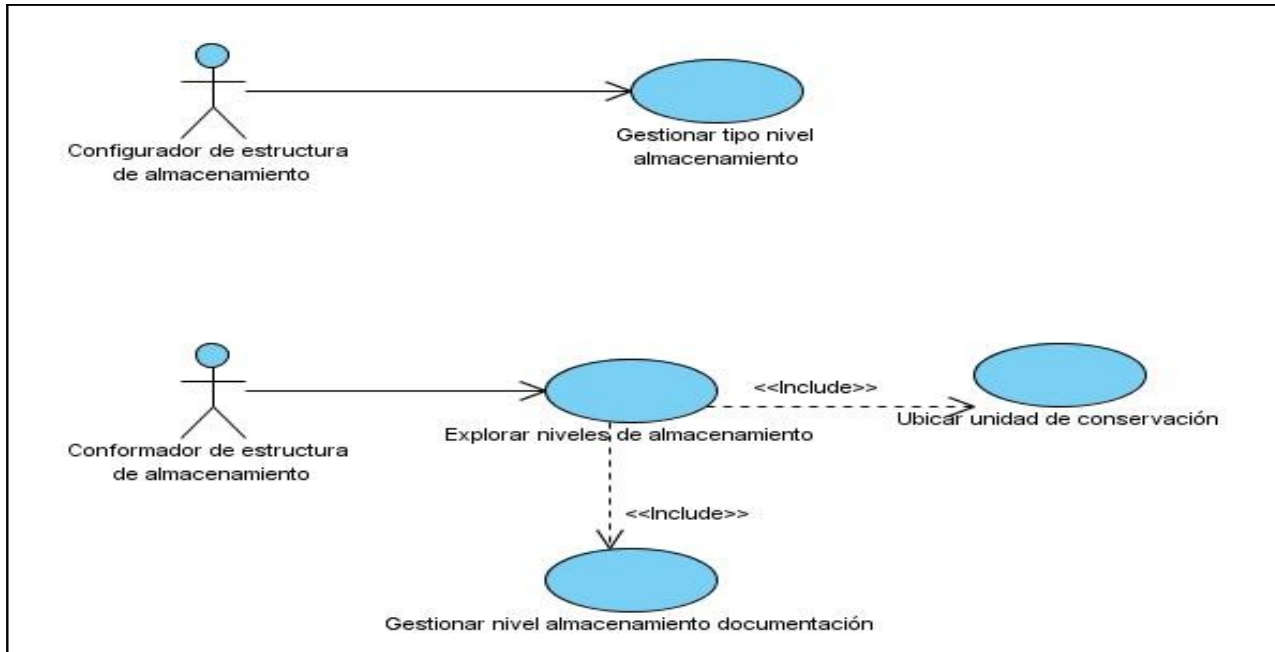 Configurador de estructura
de almacenamiento
Gestionar tipo nivel
almacenamiento
Conformador de estructura
de almacenamiento
Explorar niveles de almacenamiento
<<Include>>
Ubicar unidad de conservación
<<Include>>
Gestionar nivel almacenamiento documentación